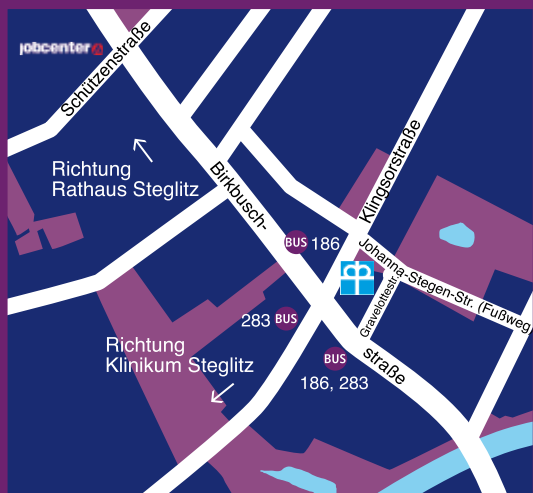 jobcenter
Schützenstraße
Richtung
Rathaus Steglitz
Birkbusch-
Klingsorstraße
BUS 186
Johanna-Stegen-Str. (Fußweg)
Gravelottestr.
283 BUS
Richtung
Klinikum Steglitz
BUS
186, 283
straße